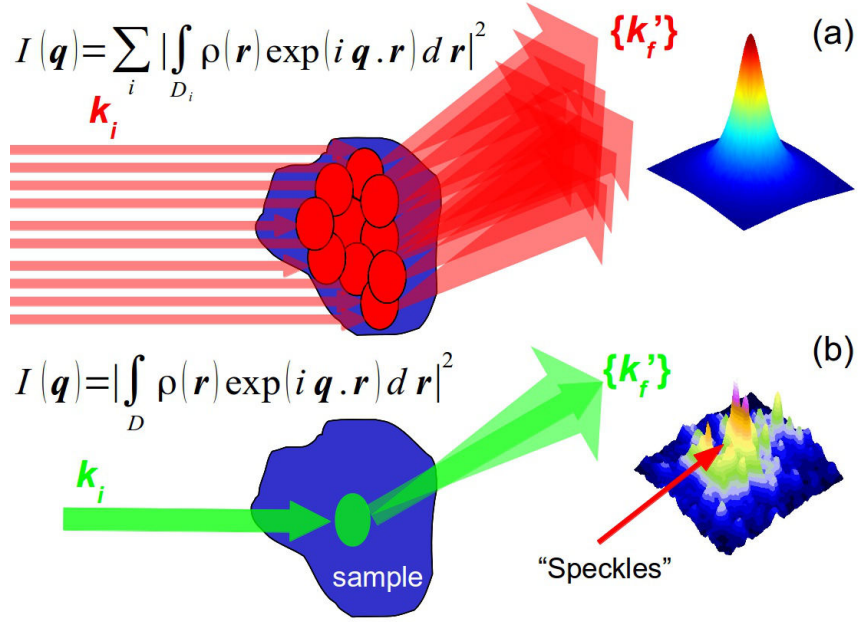 I(q)=∑_i |∫_{D_i} ρ(r) exp(i q.r) d r|²
{k_f'}
(a)
k_i
I(q)=|∫_D ρ(r) exp(i q.r) d r|²
{k_f'}
(b)
k_i
sample
“Speckles”